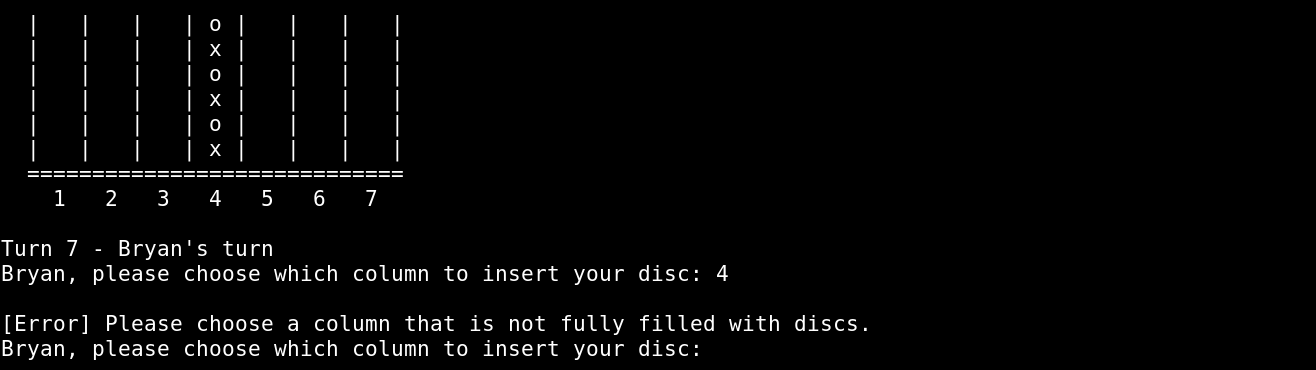 |   |   |   | o |   |   |   |
  |   |   |   | x |   |   |   |
  |   |   |   | o |   |   |   |
  |   |   |   | x |   |   |   |
  |   |   |   | o |   |   |   |
  |   |   |   | x |   |   |   |
  =============================
    1   2   3   4   5   6   7
Turn 7 - Bryan's turn
Bryan, please choose which column to insert your disc: 4
[Error] Please choose a column that is not fully filled with discs.
Bryan, please choose which column to insert your disc: